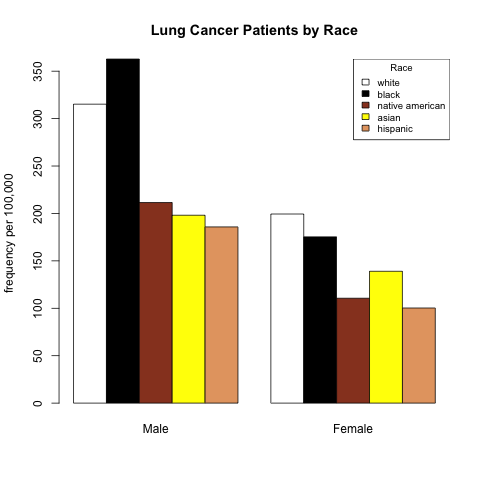 Lung Cancer Patients by Race
Race
white
black
native american
asian
hispanic
frequency per 100,000
350
300
250
200
150
100
50
0
Male
Female